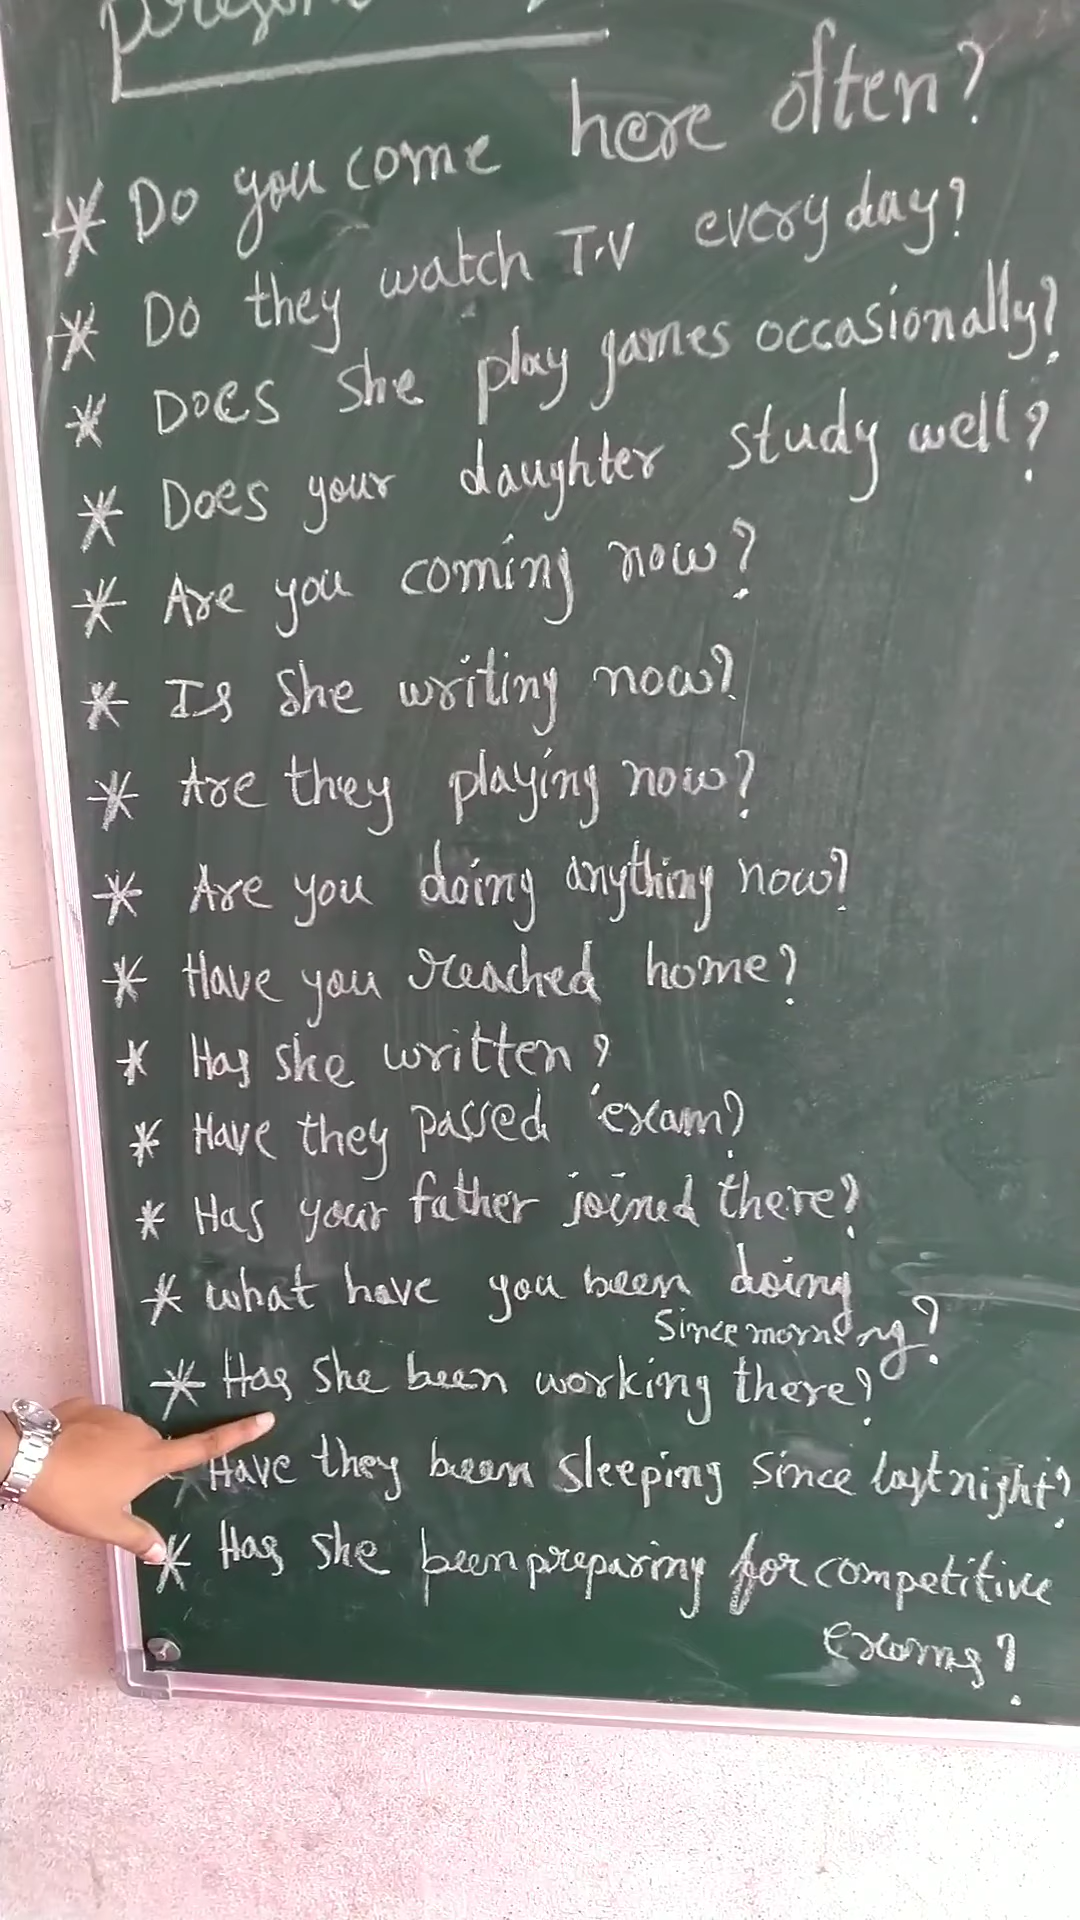 * Do you come here often?
* Do they watch T.V every day?
* Does She play games occasionally?
* Does your daughter study well?
* Are you coming now?
* Is She writing now?
* Are they playing now?
* Are you doing anything now?
* Have you reached home?
* Has she written?
* Have they passed exam?
* Has your father joined there?
* what have you been doing
Since morning?
* Has She been working there?
* Have they been sleeping since last night?
* Has she been preparing for competitive
exams?